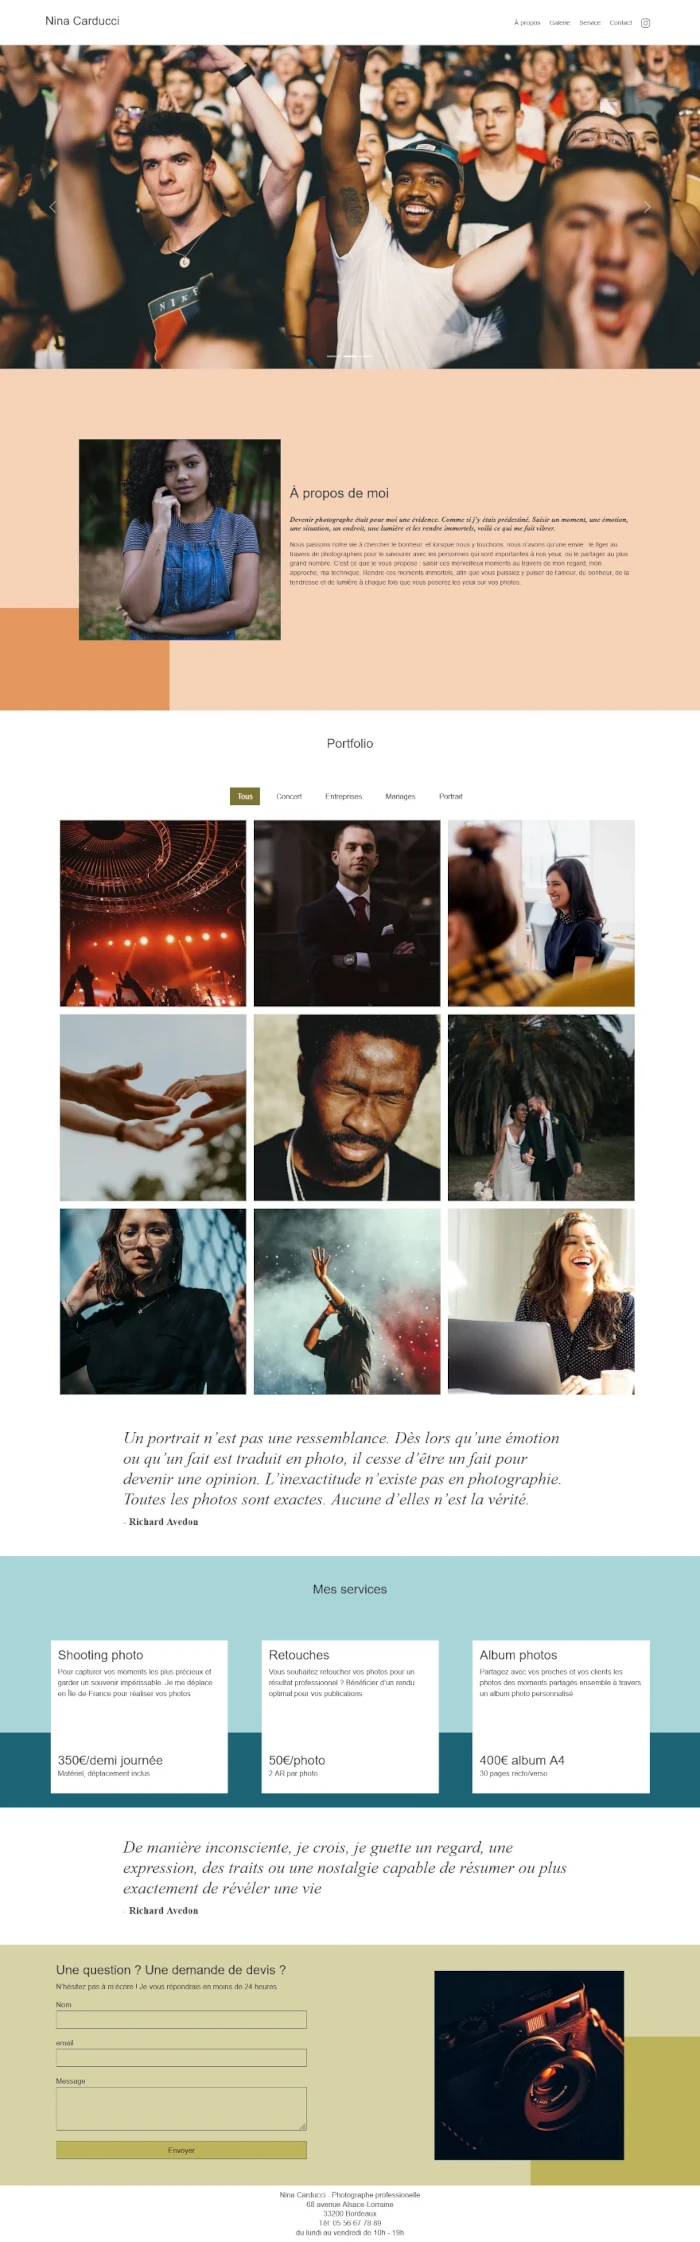 Nina Carducci
À propos Galerie Service Contact
NIKE
À propos de moi
Devenir photographe était pour moi une évidence. Comme si j'y étais prédestiné. Saisir un moment, une émotion,
une situation, un endroit, une lumière et les rendre immortels, voilà ce qui me fait vibrer.
Nous passons notre vie à chercher le bonheur, et lorsque nous y touchons, nous n'avons qu'une envie : le figer au
travers de photographies pour le savourer avec les personnes qui sont importantes à nos yeux, ou le partager au plus
grand nombre. C'est ce que je vous propose : saisir ces merveilleux moments au travers de mon regard, mon
approche, ma technique. Rendre ces moments immortels, afin que vous puissiez y puiser de l'amour, du bonheur, de la
tendresse et de lumière à chaque fois que vous poserez les yeux sur vos photos.
Portfolio
Tous Concert Entreprises Mariages Portrait
Un portrait n'est pas une ressemblance. Dès lors qu'une émotion
ou qu'un fait est traduit en photo, il cesse d'être un fait pour
devenir une opinion. L'inexactitude n'existe pas en photographie.
Toutes les photos sont exactes. Aucune d'elles n'est la vérité.
- Richard Avedon
Mes services
Shooting photo
Pour capturer vos moments les plus précieux et
garder un souvenir impérissable. Je me déplace
en Île-de-France pour réaliser vos photos
350€/demi journée
Matériel, déplacement inclus
Retouches
Vous souhaitez retoucher vos photos pour un
résultat professionnel ? Bénéficier d'un rendu
optimal pour vos publications
50€/photo
2 AR par photo
Album photos
Partagez avec vos proches et vos clients les
photos des moments partagés ensemble à travers
un album photo personnalisé
400€ album A4
30 pages recto/verso
De manière inconsciente, je crois, je guette un regard, une
expression, des traits ou une nostalgie capable de résumer ou plus
exactement de révéler une vie
- Richard Avedon
Une question ? Une demande de devis ?
N'hésitez pas à m'écrire ! Je vous répondrais en moins de 24 heures
Nom
email
Message
Envoyer
Nina Carducci - Photographe professionelle
68 avenue Alsace-Lorraine
33200 Bordeaux
Tél: 05 56 67 78 89
du lundi au vendredi de 10h - 19h